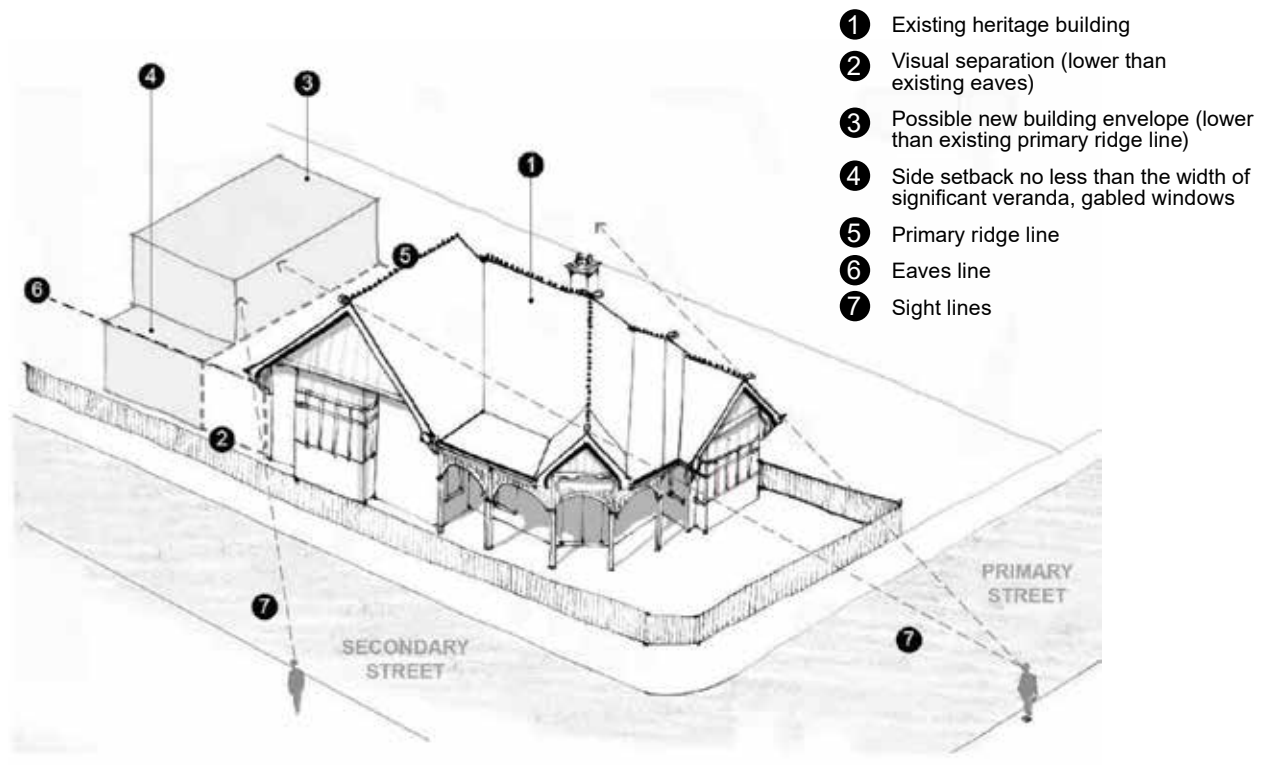 1 Existing heritage building
2 Visual separation (lower than
existing eaves)
3 Possible new building envelope (lower
than existing primary ridge line)
4 Side setback no less than the width of
significant veranda, gabled windows
5 Primary ridge line
6 Eaves line
7 Sight lines
4
3
1
5
6
2
7
SECONDARY
STREET
PRIMARY
STREET
7